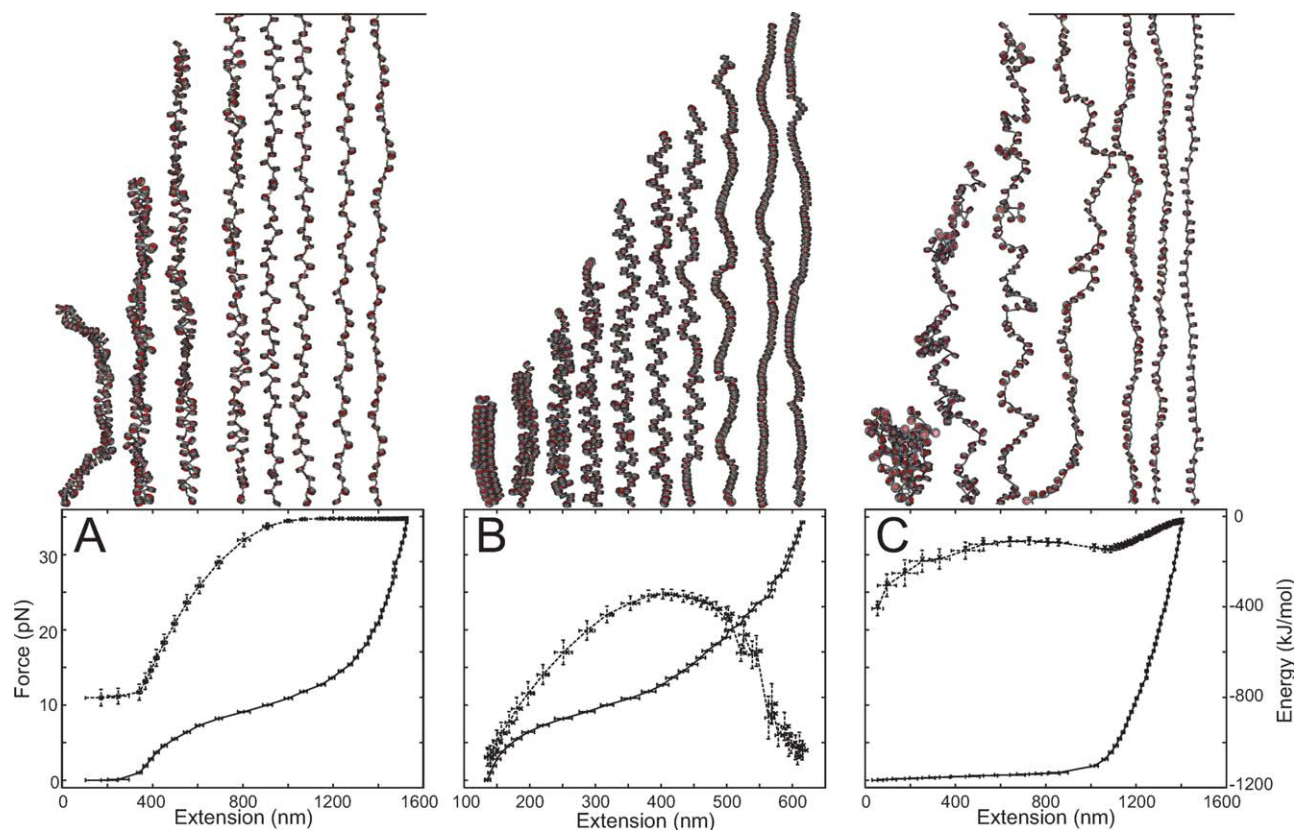 A
B
C
Force (pN)
30
20
10
0
0 400 800 1200 1600
Extension (nm)
100 200 300 400 500 600
Extension (nm)
0 400 800 1200 1600
Extension (nm)
0
-400
-800
-1200
Energy (kJ/mol)